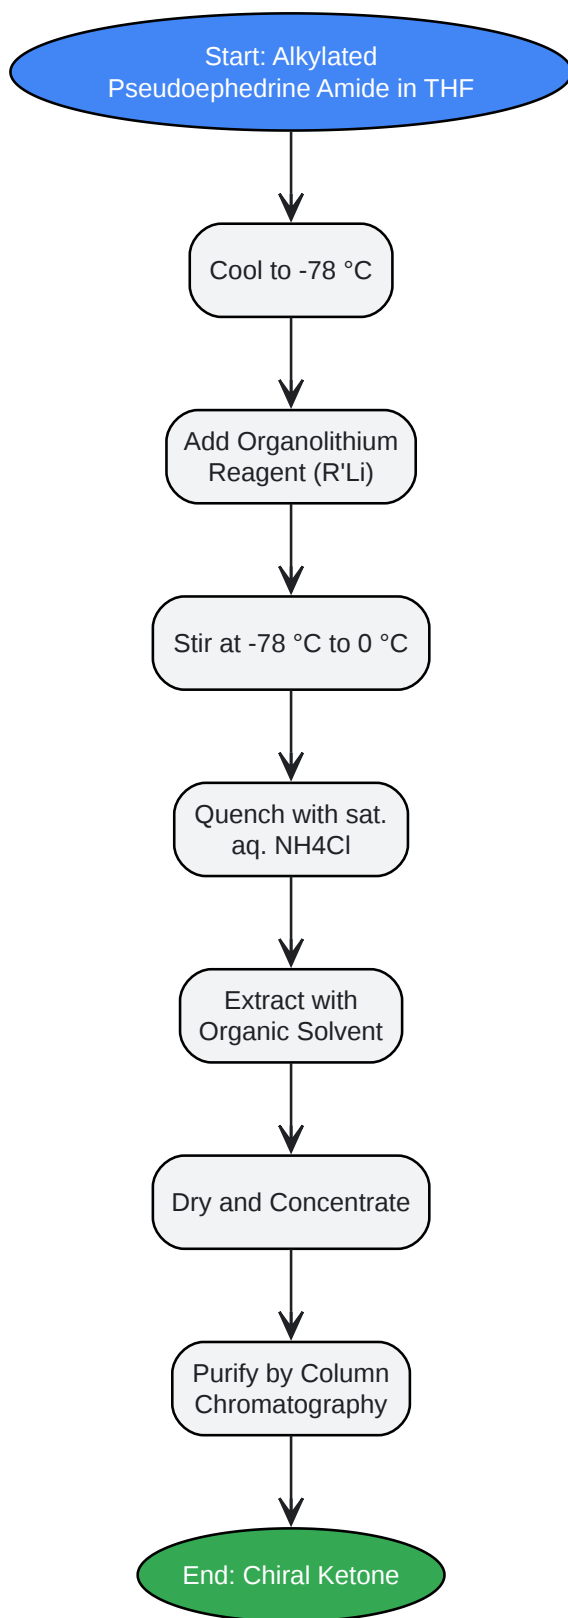 Start: Alkylated
Pseudoephedrine Amide in THF
Cool to -78 °C
Add Organolithium
Reagent (R'Li)
Stir at -78 °C to 0 °C
Quench with sat.
aq. NH4Cl
Extract with
Organic Solvent
Dry and Concentrate
Purify by Column
Chromatography
End: Chiral Ketone